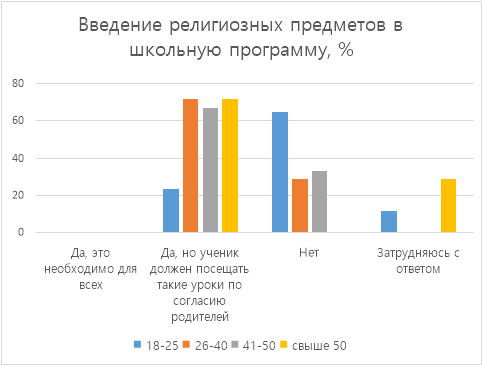 Введение религиозных предметов в
школьную программу, %
80
60
40
20
0
Да, это
необходимо для
всех
Да, но ученик
должен посещать
такие уроки по
согласию
родителей
Нет
Затрудняюсь с
ответом
18-25 26-40 41-50 свыше 50